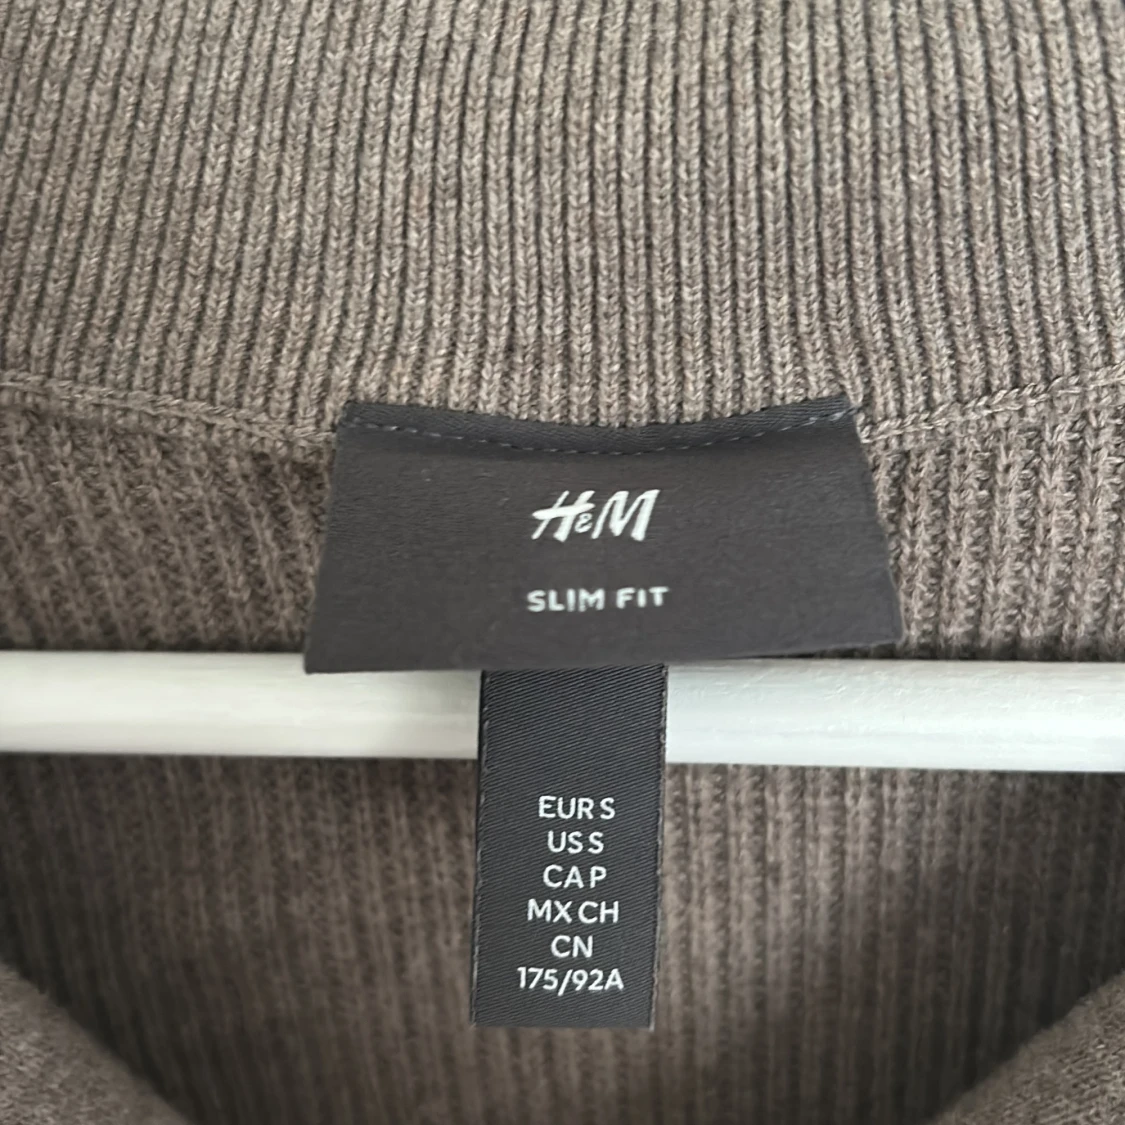 H&M
SLIM FIT
EUR S
US S
CA P
MX CH
CN
175/92A